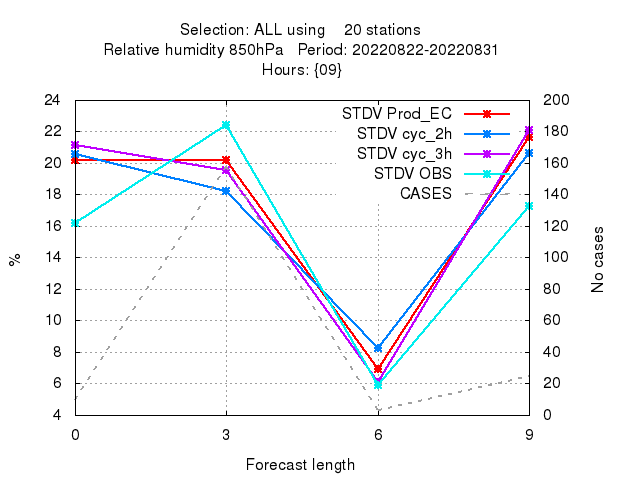 Selection: ALL using    20 stations
Relative humidity 850hPa   Period: 20220822-20220831
Hours: {09}
24 200
STDV Prod_EC
22 180
STDV cyc_2h
20 STDV cyc_3h 160
STDV OBS
18 CASES 140
16 120
14 100
12 80
10 60
8 40
6 20
4 0
% No cases
0 3 6 9
Forecast length